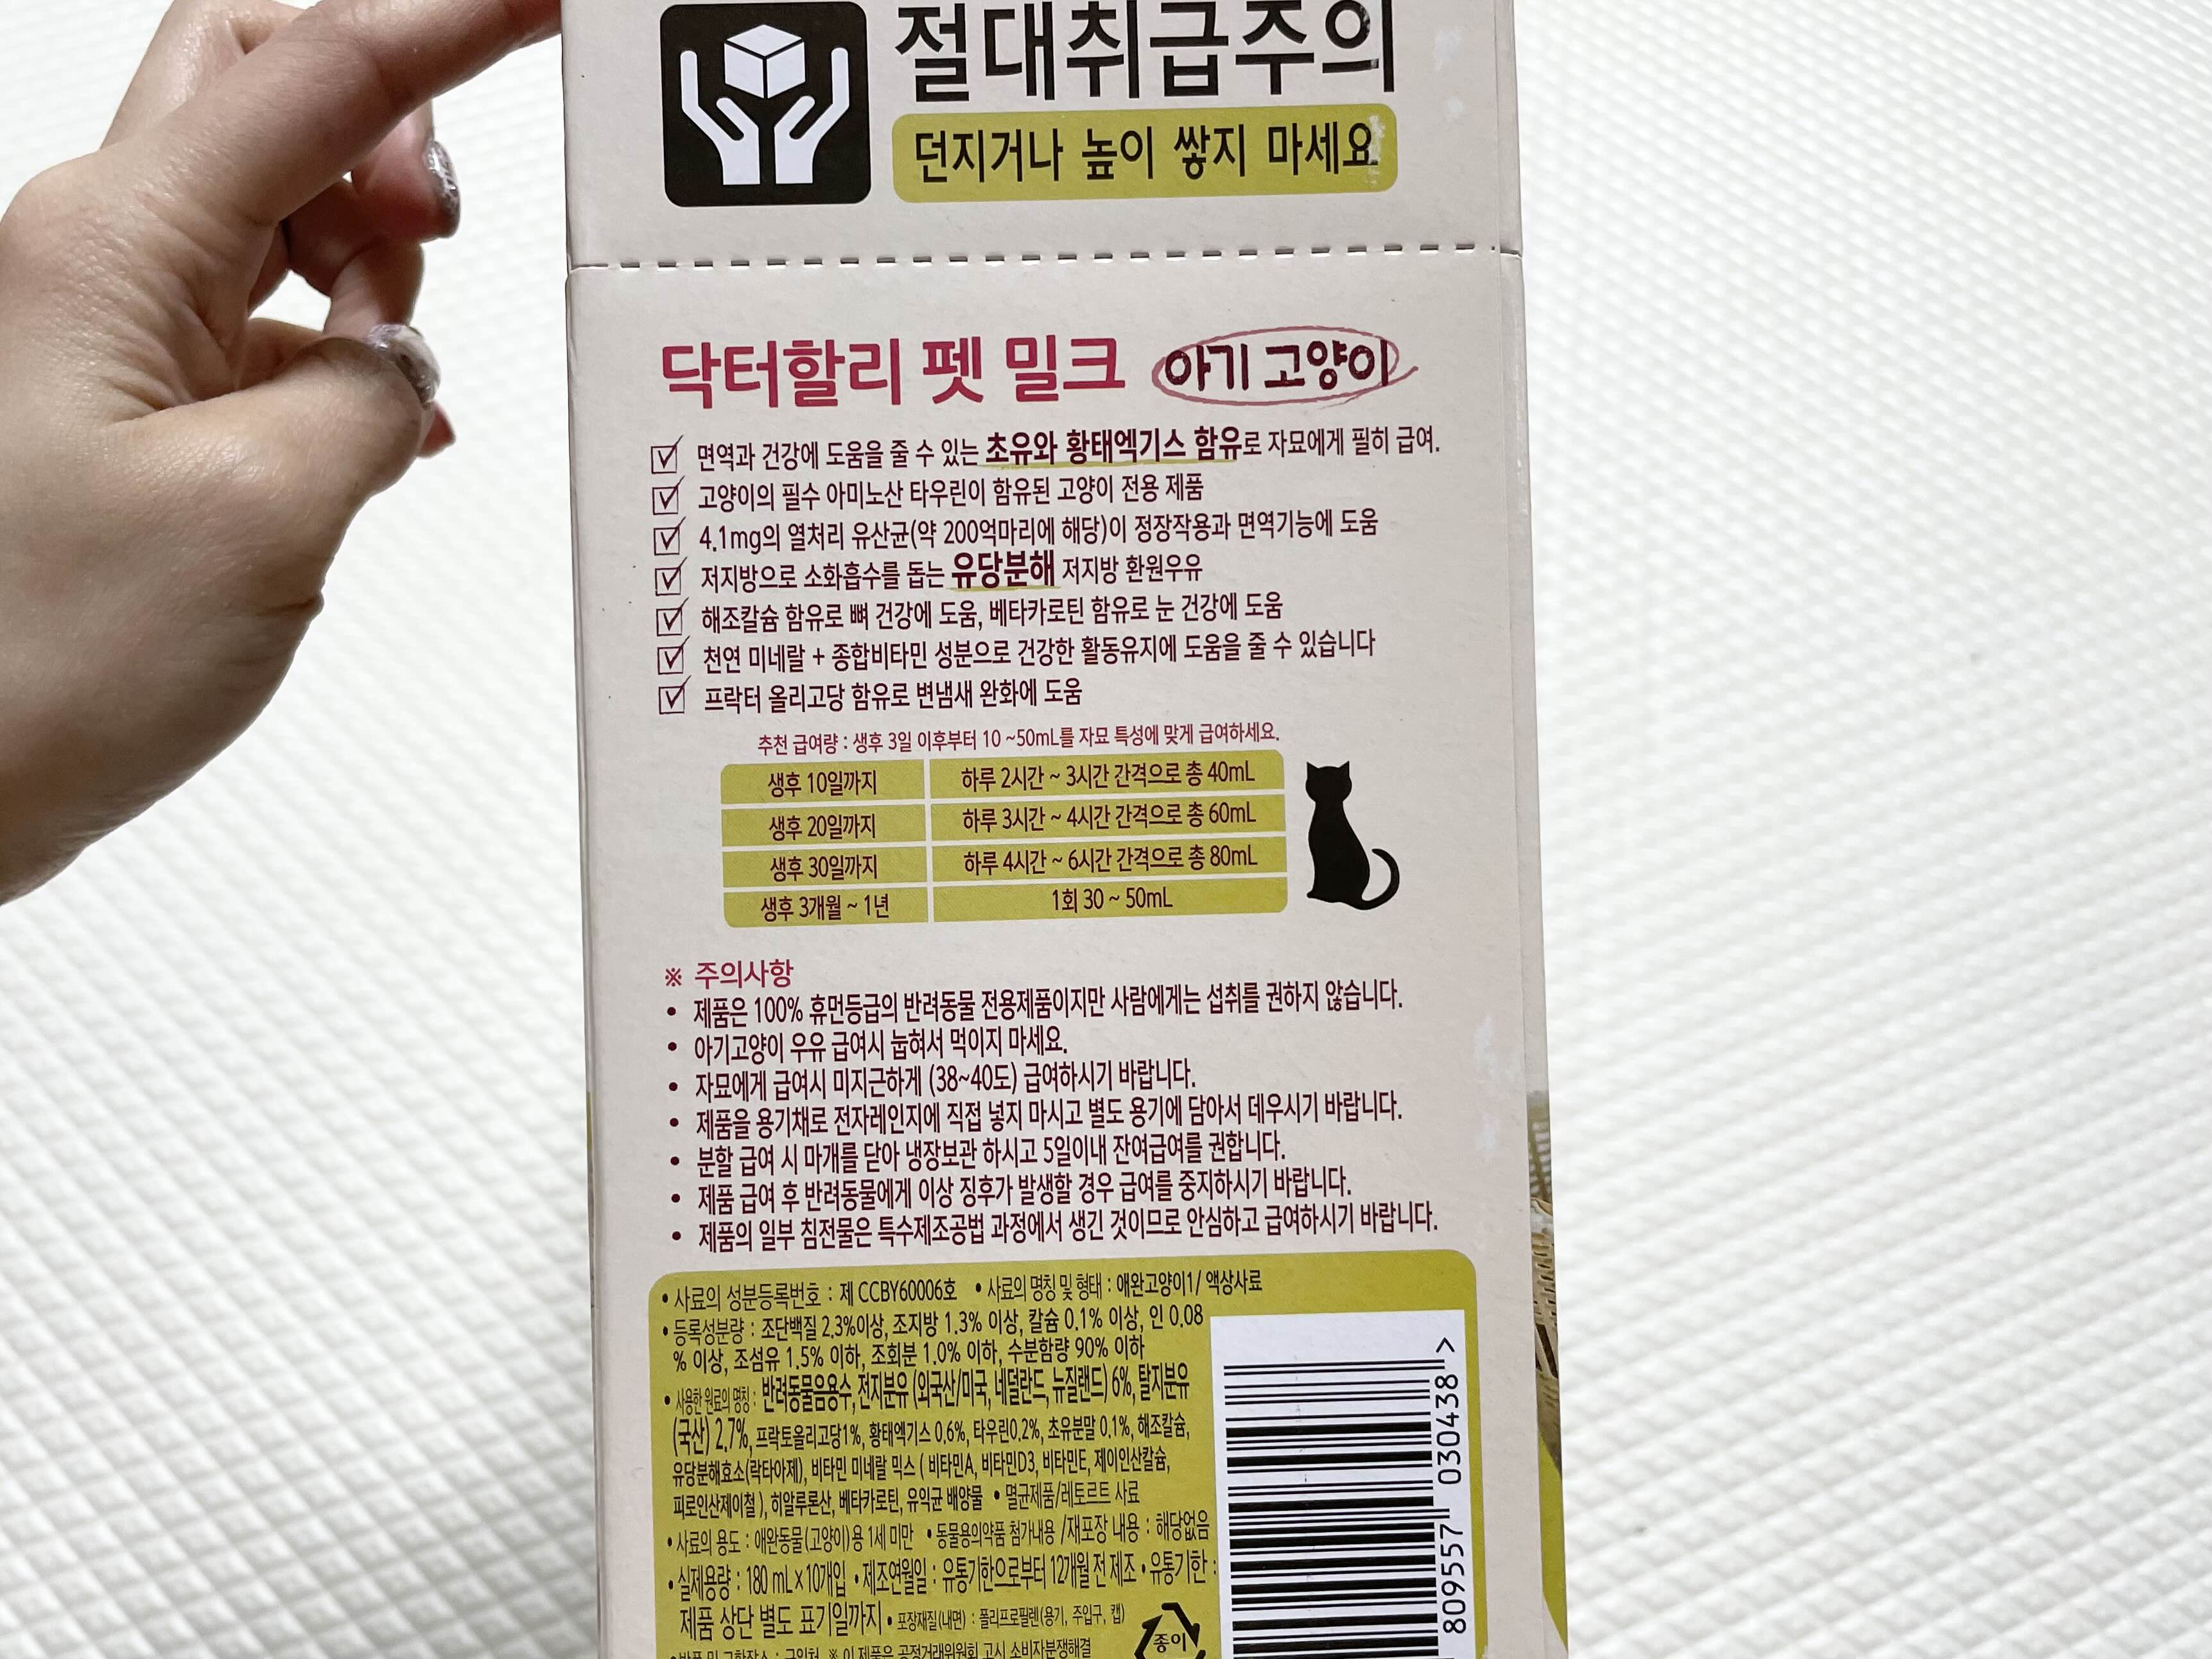 절대취급주의
던지거나 높이 쌓지 마세요
닥터할리 펫 밀크 아기 고양이
면역과 건강에 도움을 줄 수 있는 초유와 황태엑기스 함유로 자묘에게 필히 급여.
고양이의 필수 아미노산 타우린이 함유된 고양이 전용 제품
4.1mg의 열처리 유산균(약 200억마리에 해당)이 정장작용과 면역기능에 도움
저지방으로 소화흡수를 돕는 유당분해 저지방 환원우유
해조칼슘 함유로 뼈 건강에 도움, 베타카로틴 함유로 눈 건강에 도움
천연 미네랄 + 종합비타민 성분으로 건강한 활동유지에 도움을 줄 수 있습니다
프락터 올리고당 함유로 변냄새 완화에 도움
추천 급여량 : 생후 3일 이후부터 10 ~50mL를 자묘 특성에 맞게 급여하세요.
생후 10일까지 하루 2시간 ~ 3시간 간격으로 총 40mL
생후 20일까지 하루 3시간 ~ 4시간 간격으로 총 60mL
생후 30일까지 하루 4시간 ~ 6시간 간격으로 총 80mL
생후 3개월 ~ 1년 1회 30 ~ 50mL
※ 주의사항
• 제품은 100% 휴먼등급의 반려동물 전용제품이지만 사람에게는 섭취를 권하지 않습니다.
• 아기고양이 우유 급여시 눕혀서 먹이지 마세요.
• 자묘에게 급여시 미지근하게 (38~40도) 급여하시기 바랍니다.
• 제품을 용기채로 전자레인지에 직접 넣지 마시고 별도 용기에 담아서 데우시기 바랍니다.
• 분할 급여 시 마개를 닫아 냉장보관 하시고 5일이내 잔여급여를 권합니다.
• 제품 급여 후 반려동물에게 이상 징후가 발생할 경우 급여를 중지하시기 바랍니다.
• 제품의 일부 침전물은 특수제조공법 과정에서 생긴 것이므로 안심하고 급여하시기 바랍니다.
• 사료의 성분등록번호 : 제 CCBY60006호 • 사료의 명칭 및 형태 : 애완고양이1/ 액상사료
• 등록성분량 : 조단백질 2.3%이상, 조지방 1.3% 이상, 칼슘 0.1% 이상, 인 0.08
% 이상, 조섬유 1.5% 이하, 조회분 1.0% 이하, 수분함량 90% 이하
• 사용한 원료의 명칭 : 반려동물음용수, 전지분유 (외국산/미국, 네덜란드, 뉴질랜드) 6%, 탈지분유
(국산) 2.7%, 프락토올리고당1%, 황태엑기스 0.6%, 타우린0.2%, 초유분말 0.1%, 해조칼슘,
유당분해효소(락타아제), 비타민 미네랄 믹스 ( 비타민A, 비타민D3, 비타민E, 제이인산칼슘,
피로인산제이철 ), 히알루론산, 베타카로틴, 유익균 배양물 • 멸균제품/레토르트 사료
• 사료의 용도 : 애완동물(고양이)용 1세 미만 • 동물용의약품 첨가내용 /재포장 내용 : 해당없음
• 실제용량 : 180 mL×10개입 • 제조연월일 : 유통기한으로부터 12개월 전 제조 • 유통기한 :
제품 상단 별도 표기일까지 • 포장재질(내면) : 폴리프로필렌(용기, 주입구, 캡)
• 반품 및 교환장소 : 구입처 ※ 이 제품은 공정거래위원회 고시 소비자분쟁해결
종이
8 809557 030438 >